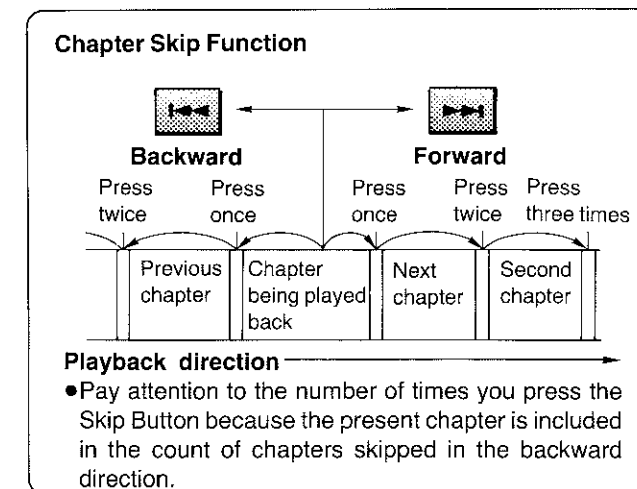 Chapter Skip Function
Backward Forward
Press twice Press once Press once Press twice Press three times
Previous chapter Chapter being played back Next chapter Second chapter
Playback direction
●Pay attention to the number of times you press the
Skip Button because the present chapter is included
in the count of chapters skipped in the backward
direction.